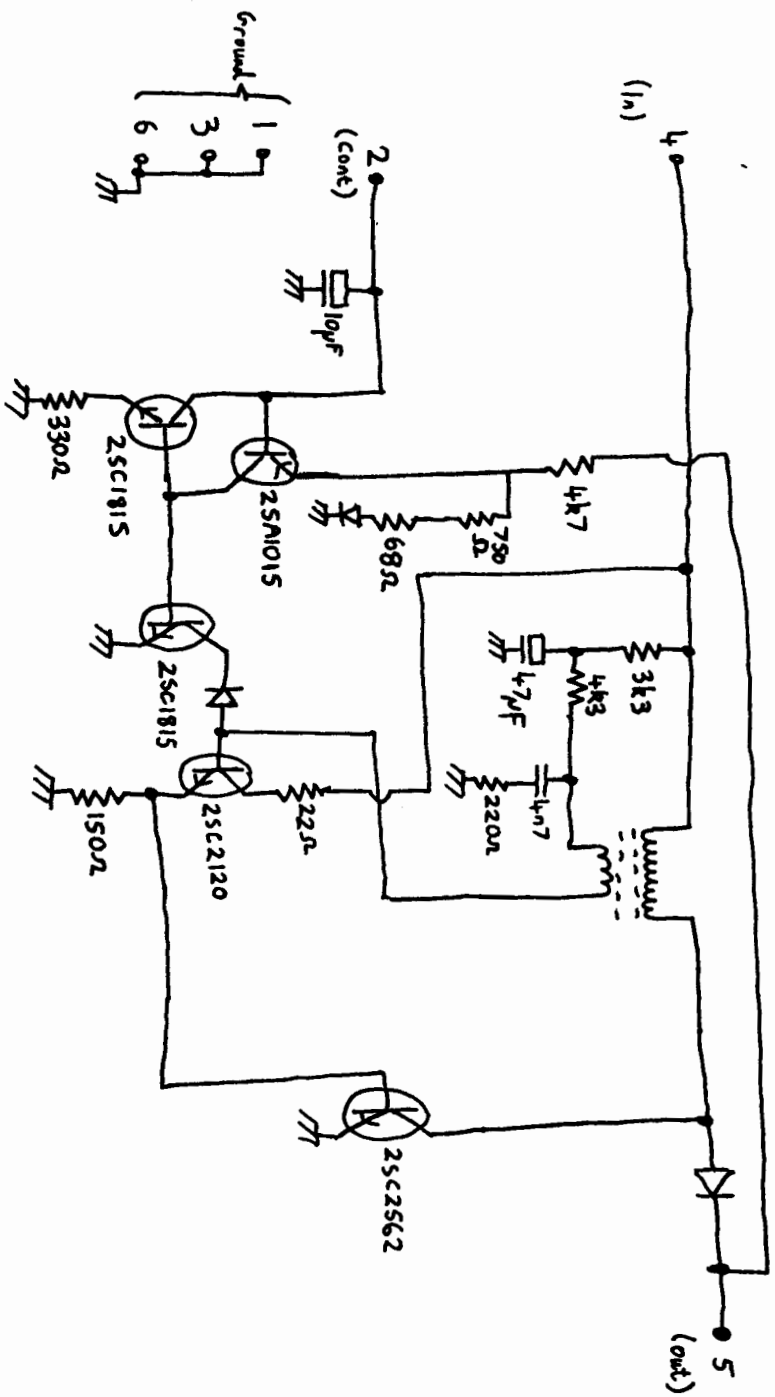 4
(In)
Ground
1
3
6
2
(Cont)
10µF
330Ω
2SC1815
2SA1015
4k7
750
Ω
68Ω
2SC1815
3k3
4k3
47µF
4n7
220Ω
22Ω
2SC2120
150Ω
2SC2562
5
(out)